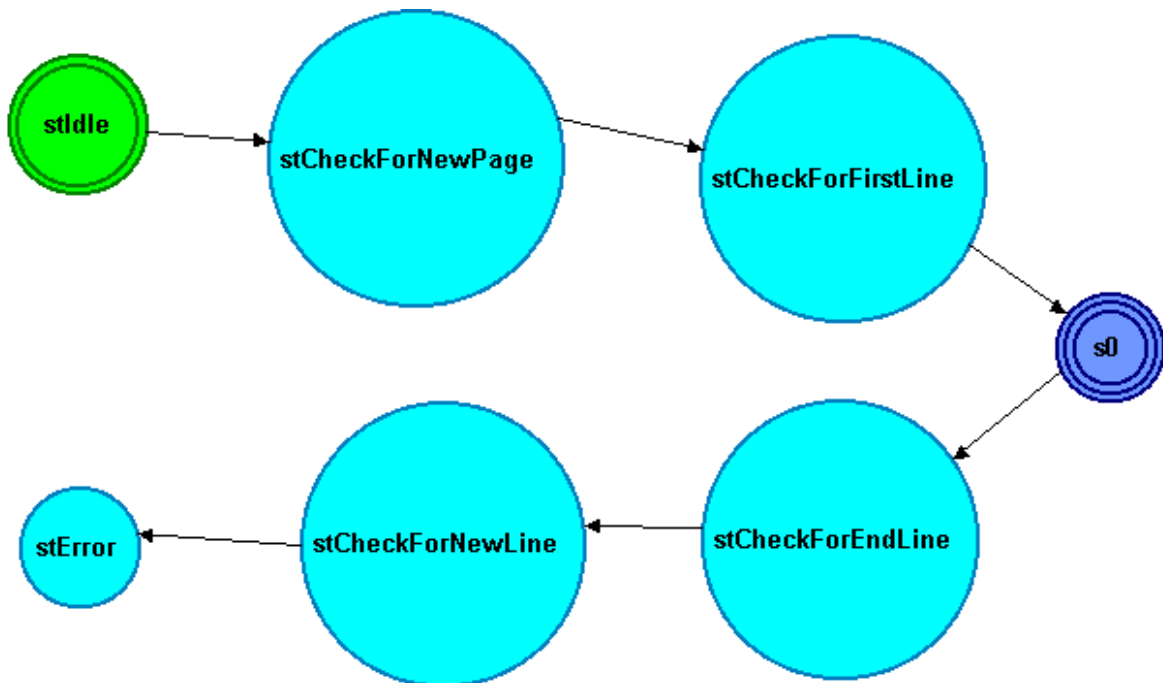 stIdle
stCheckForNewPage
stCheckForFirstLine
s0
stCheckForEndLine
stCheckForNewLine
stError